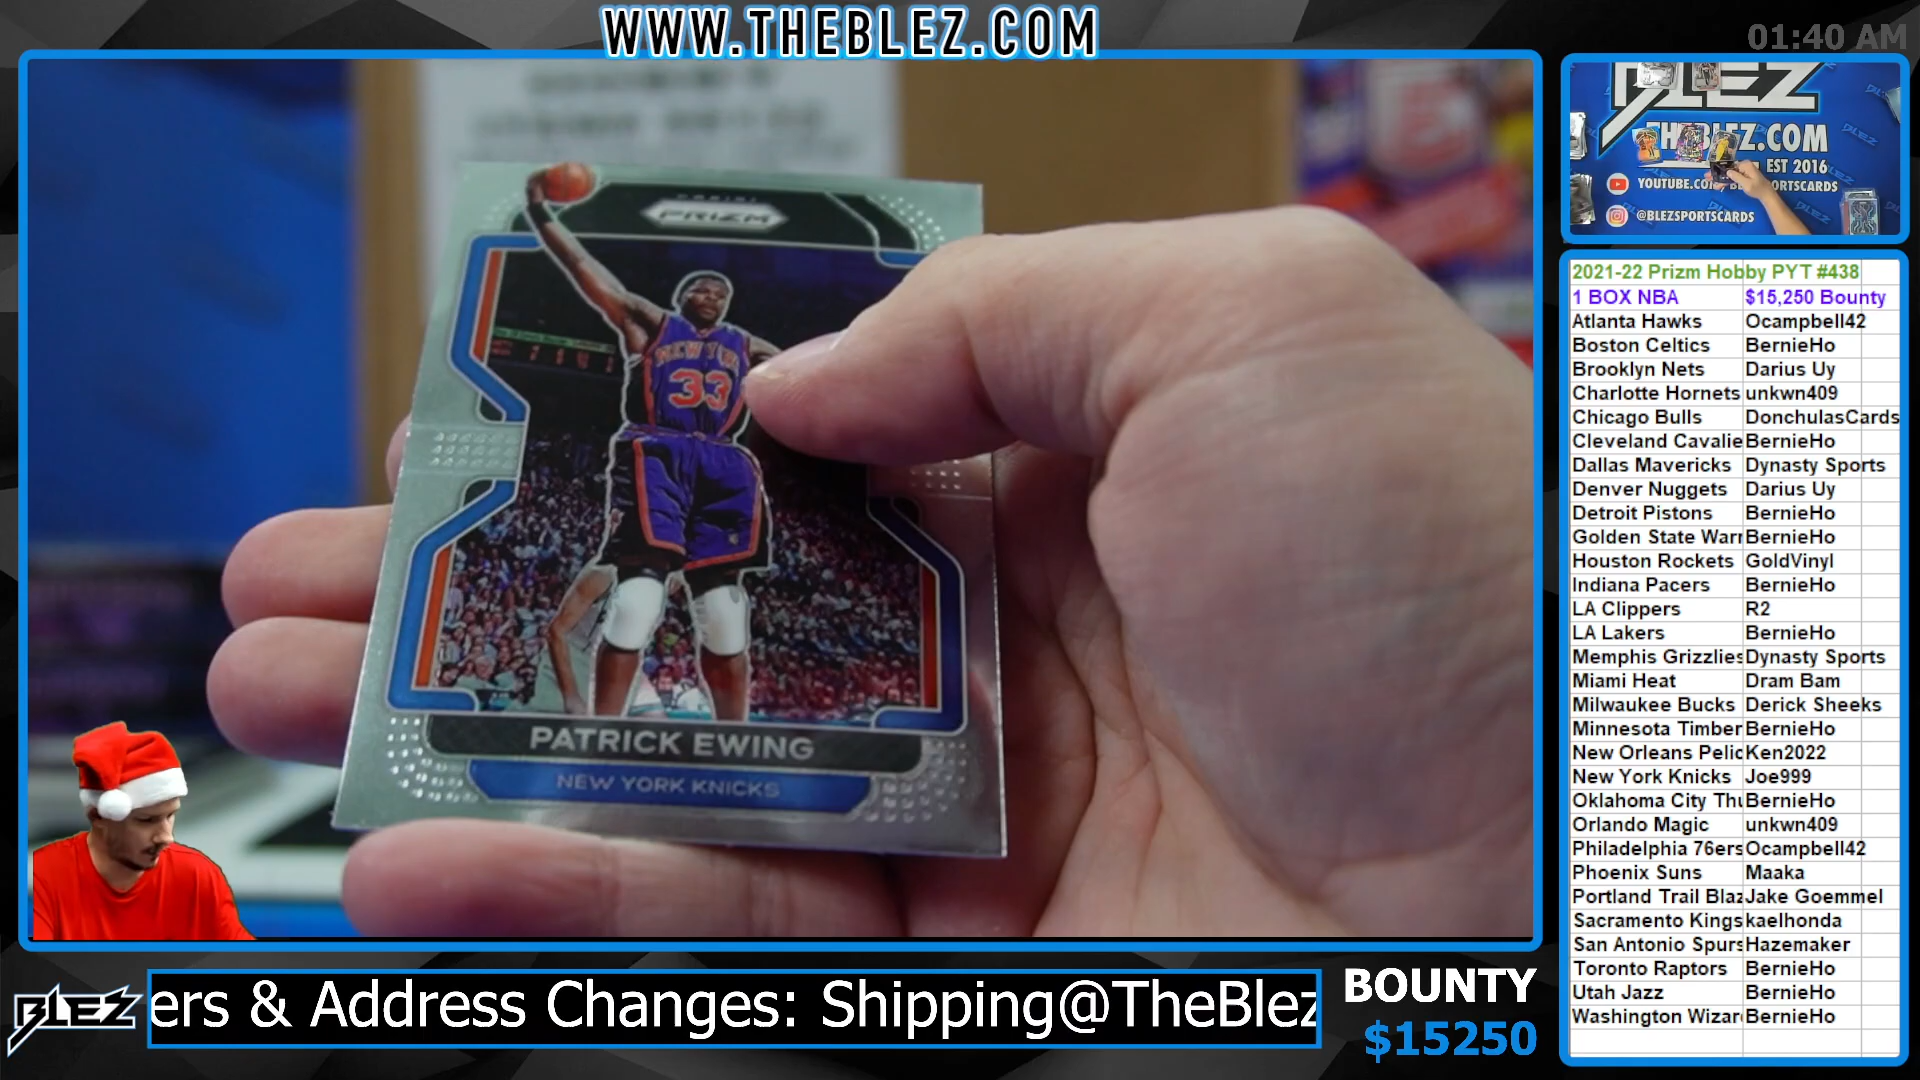 WWW.THEBLEZ.COM
01:40 AM
PANINI
PRIZM
NEW YORK
33
PATRICK EWING
NEW YORK KNICKS
BLEZ
THEBLEZ.COM
EST 2016
@BLEZSPORTSCARDS
2021-22 Prizm Hobby PYT #438
1 BOX NBA $15,250 Bounty
Atlanta Hawks Ocampbell42
Boston Celtics BernieHo
Brooklyn Nets Darius Uy
Charlotte Hornets unkwn409
Chicago Bulls DonchulasCards
Cleveland Cavalie BernieHo
Dallas Mavericks Dynasty Sports
Denver Nuggets Darius Uy
Detroit Pistons BernieHo
Golden State Warr BernieHo
Houston Rockets GoldVinyl
Indiana Pacers BernieHo
LA Clippers R2
LA Lakers BernieHo
Memphis Grizzlies Dynasty Sports
Miami Heat Dram Bam
Milwaukee Bucks Derick Sheeks
Minnesota Timber BernieHo
New Orleans Pelic Ken2022
New York Knicks Joe999
Oklahoma City Thu BernieHo
Orlando Magic unkwn409
Philadelphia 76ers Ocampbell42
Phoenix Suns Maaka
Portland Trail Blaz Jake Goemmel
Sacramento Kings kaelhonda
San Antonio Spurs Hazemaker
Toronto Raptors BernieHo
Utah Jazz BernieHo
Washington Wizar BernieHo
BLEZ
ers & Address Changes: Shipping@TheBlez
BOUNTY
$15250